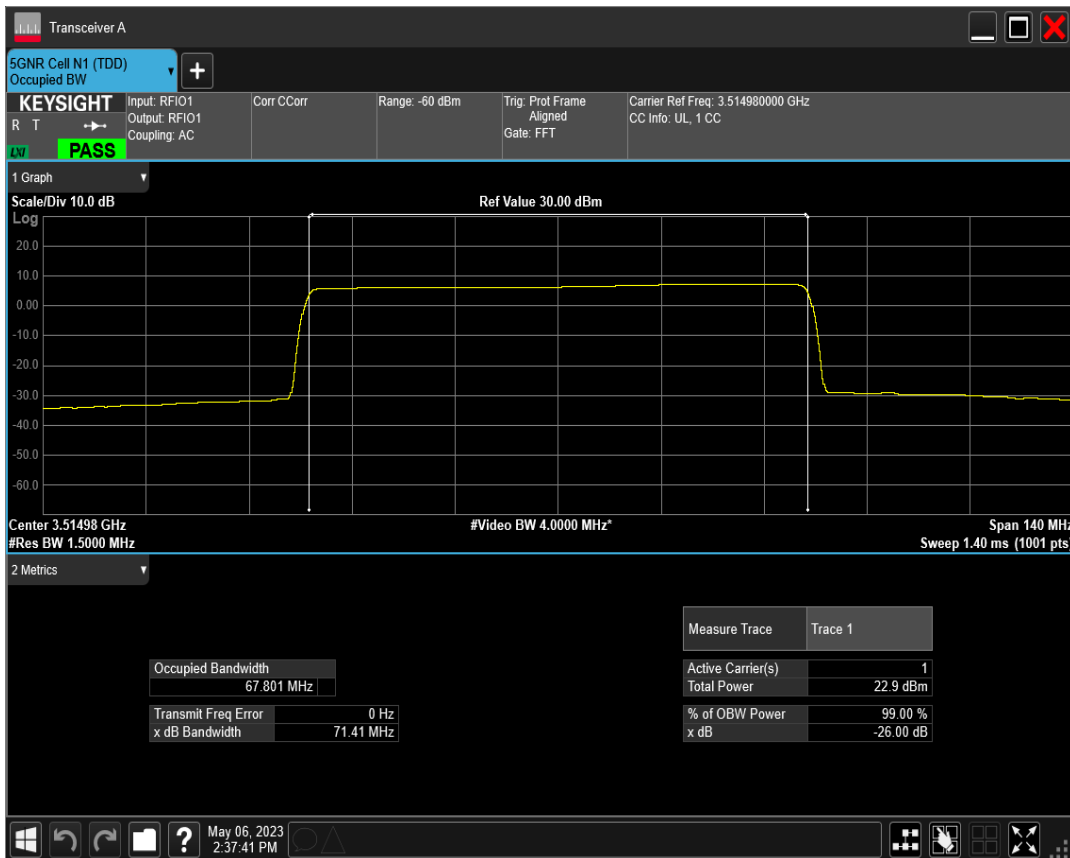 Transceiver A
5GNR Cell N1 (TDD)
Occupied BW
+
KEYSIGHT
R T
LXI
PASS
Input: RFIO1
Output: RFIO1
Coupling: AC
Corr CCorr
Range: -60 dBm
Trig: Prot Frame
Aligned
Gate: FFT
Carrier Ref Freq: 3.514980000 GHz
CC Info: UL, 1 CC
1 Graph
Scale/Div 10.0 dB
Ref Value 30.00 dBm
Log
20.0
10.0
0.00
-10.0
-20.0
-30.0
-40.0
-50.0
-60.0
Center 3.51498 GHz
#Video BW 4.0000 MHz*
Span 140 MHz
#Res BW 1.5000 MHz
Sweep 1.40 ms (1001 pts)
2 Metrics
Measure Trace Trace 1
Occupied Bandwidth
67.801 MHz
Active Carrier(s) 1
Total Power 22.9 dBm
Transmit Freq Error 0 Hz
x dB Bandwidth 71.41 MHz
% of OBW Power 99.00 %
x dB -26.00 dB
?
May 06, 2023
2:37:41 PM